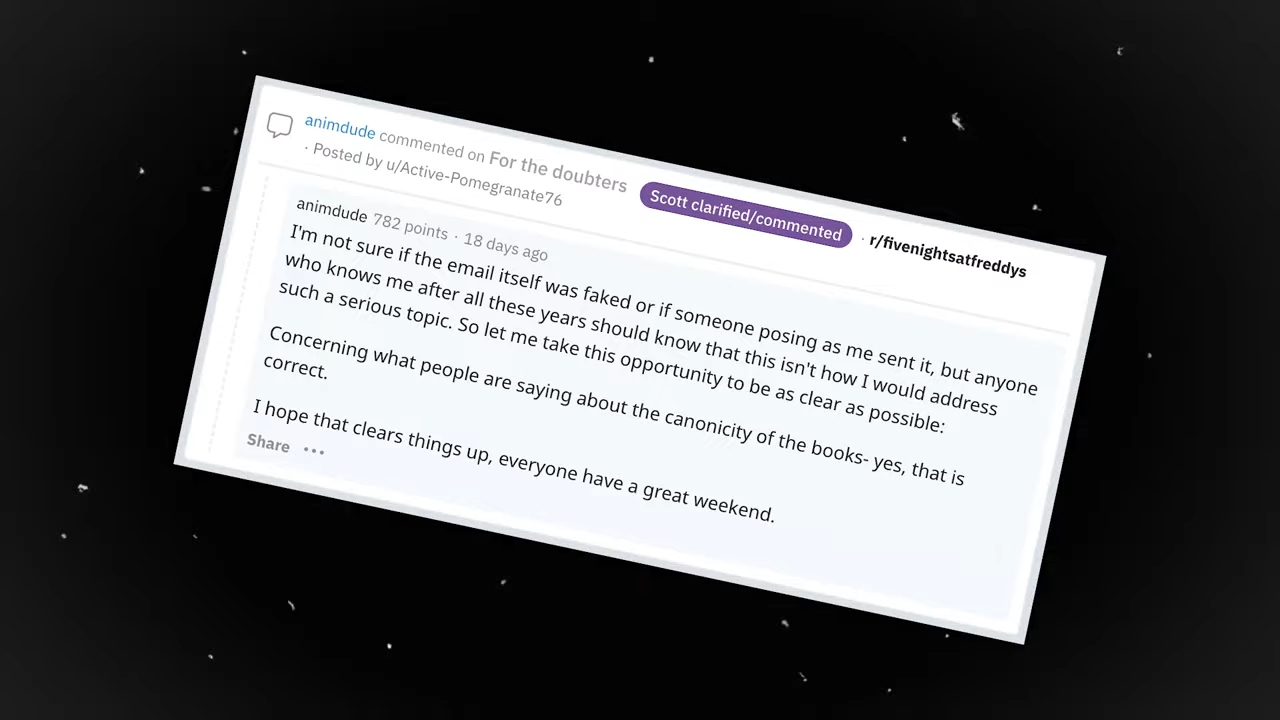 animdude commented on For the doubters Scott clarified/commented · r/fivenightsatfreddys
· Posted by u/Active-Pomegranate76
animdude 782 points · 18 days ago
I'm not sure if the email itself was faked or if someone posing as me sent it, but anyone
who knows me after all these years should know that this isn't how I would address
such a serious topic. So let me take this opportunity to be as clear as possible:
Concerning what people are saying about the canonicity of the books- yes, that is
correct.
I hope that clears things up, everyone have a great weekend.
Share •••